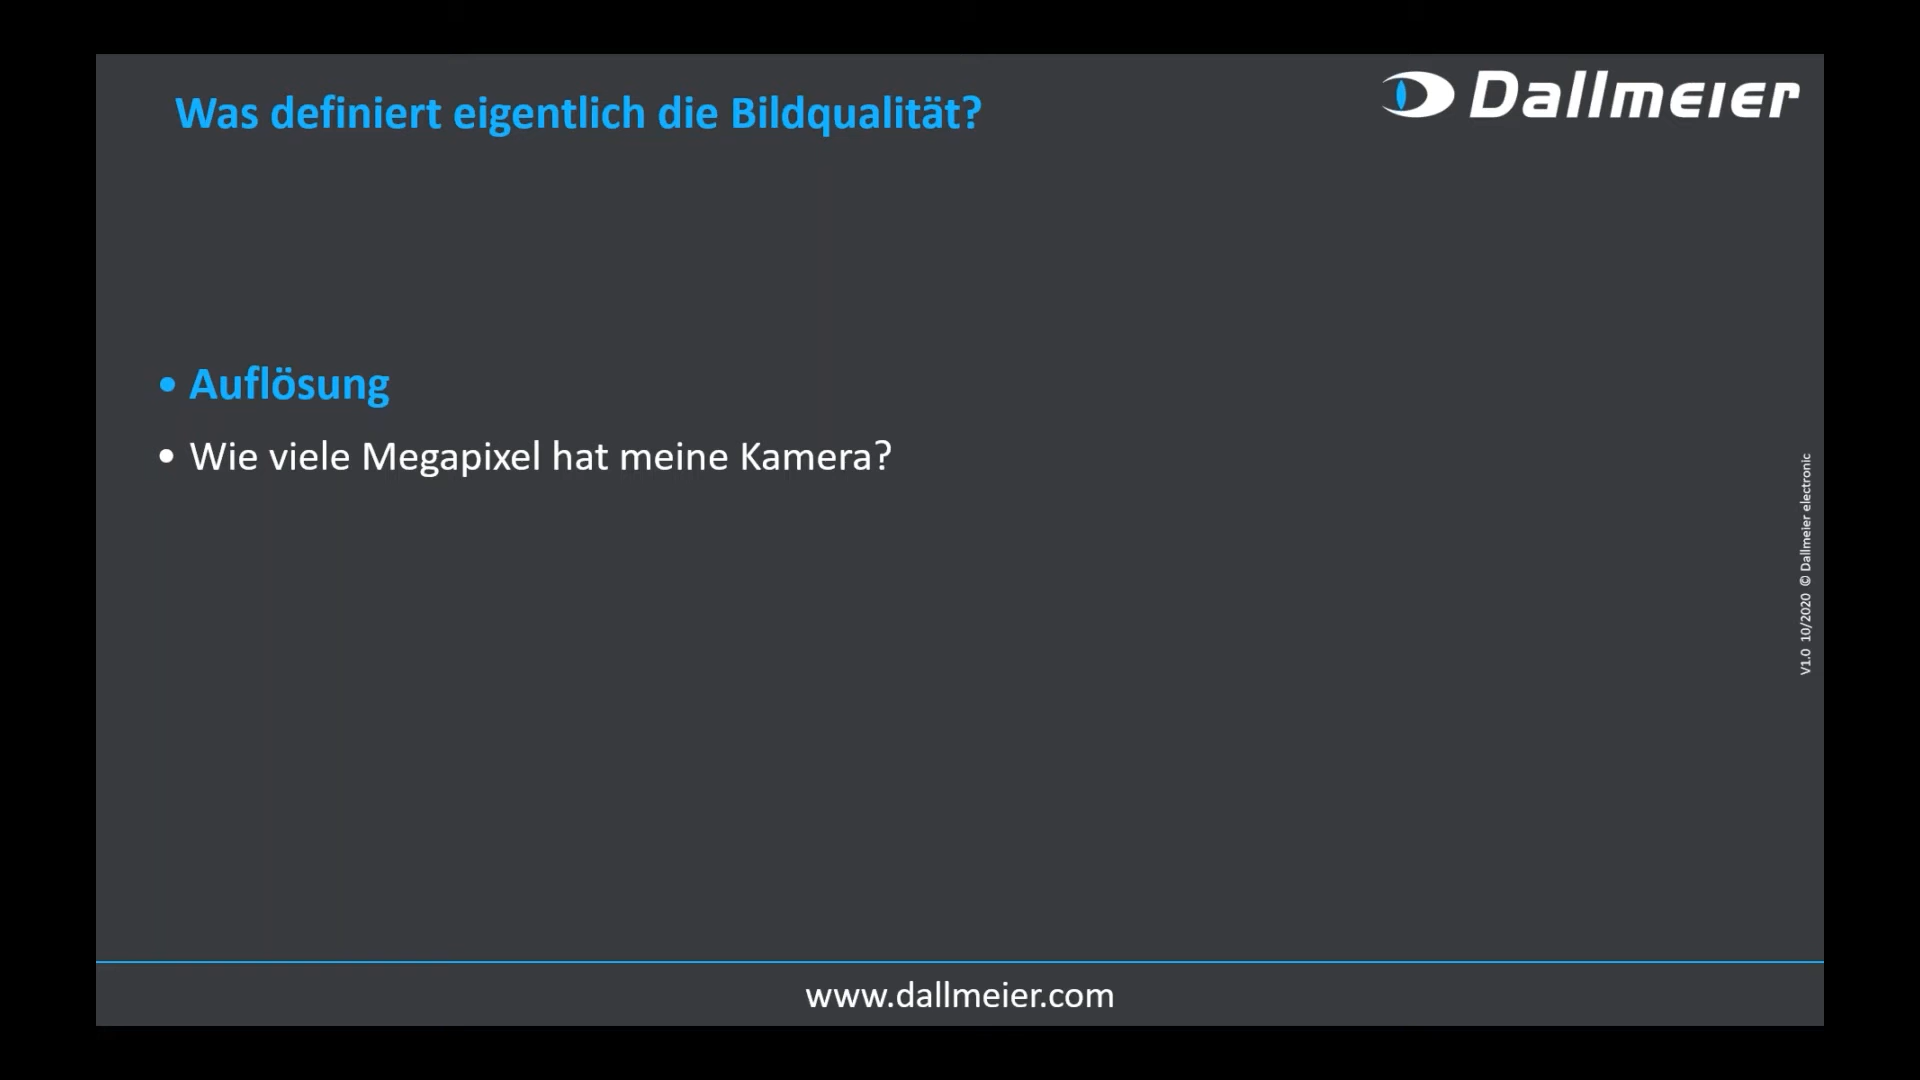 Was definiert eigentlich die Bildqualität?
Dallmeier
• Auflösung
• Wie viele Megapixel hat meine Kamera?
V1.0 10/2020 © Dallmeier electronic
www.dallmeier.com